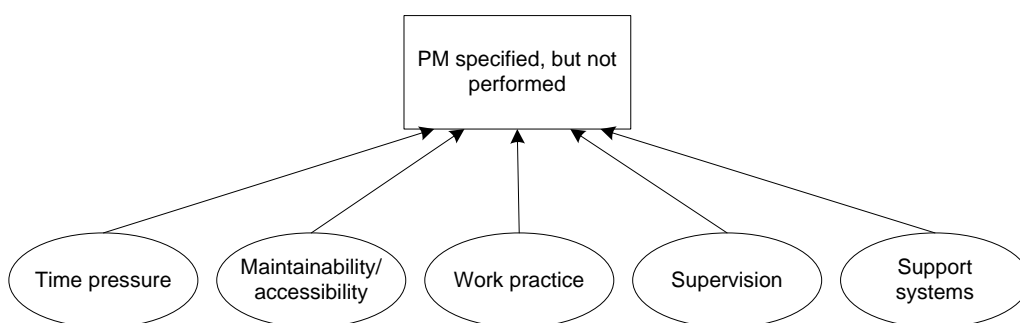 PM specified, but not
performed
Time pressure
Maintainability/
accessibility
Work practice
Supervision
Support
systems